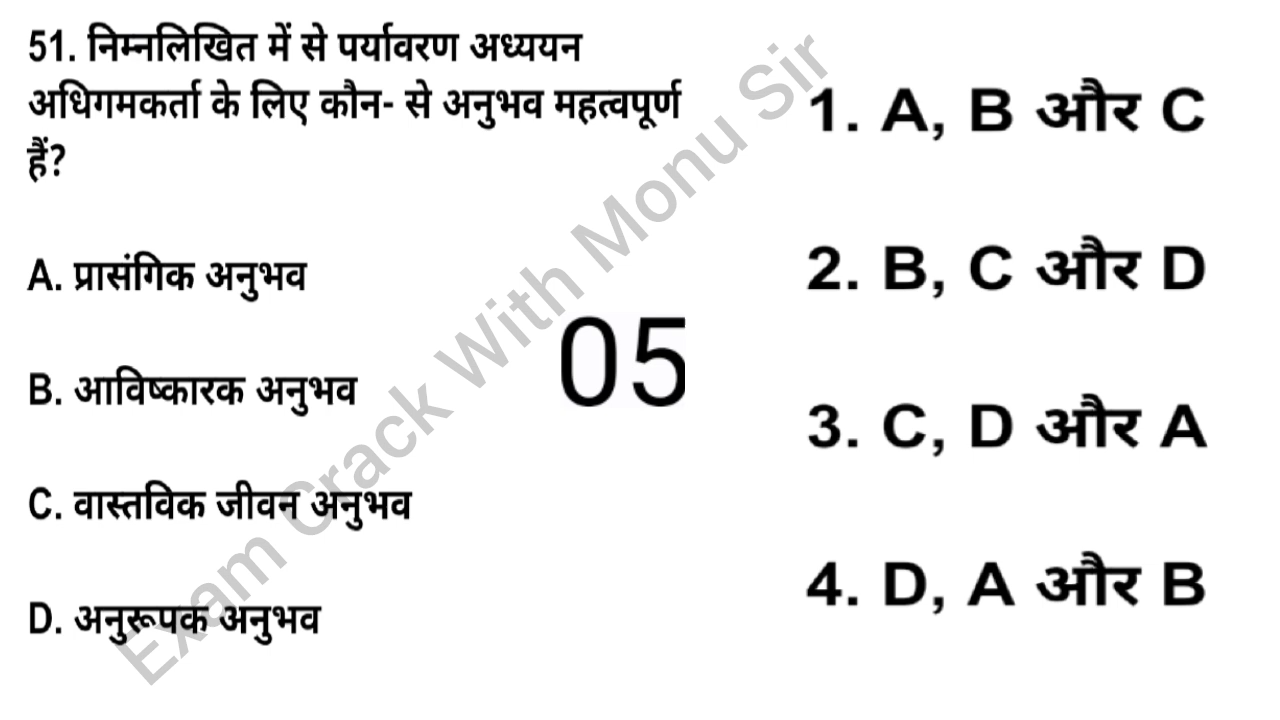 51. निम्नलिखित में से पर्यावरण अध्ययन
अधिगमकर्ता के लिए कौन- से अनुभव महत्वपूर्ण
हैं?
A. प्रासंगिक अनुभव
B. आविष्कारक अनुभव
C. वास्तविक जीवन अनुभव
D. अनुरूपक अनुभव
05
1. A, B और C
2. B, C और D
3. C, D और A
4. D, A और B
Exam Crack With Monu Sir